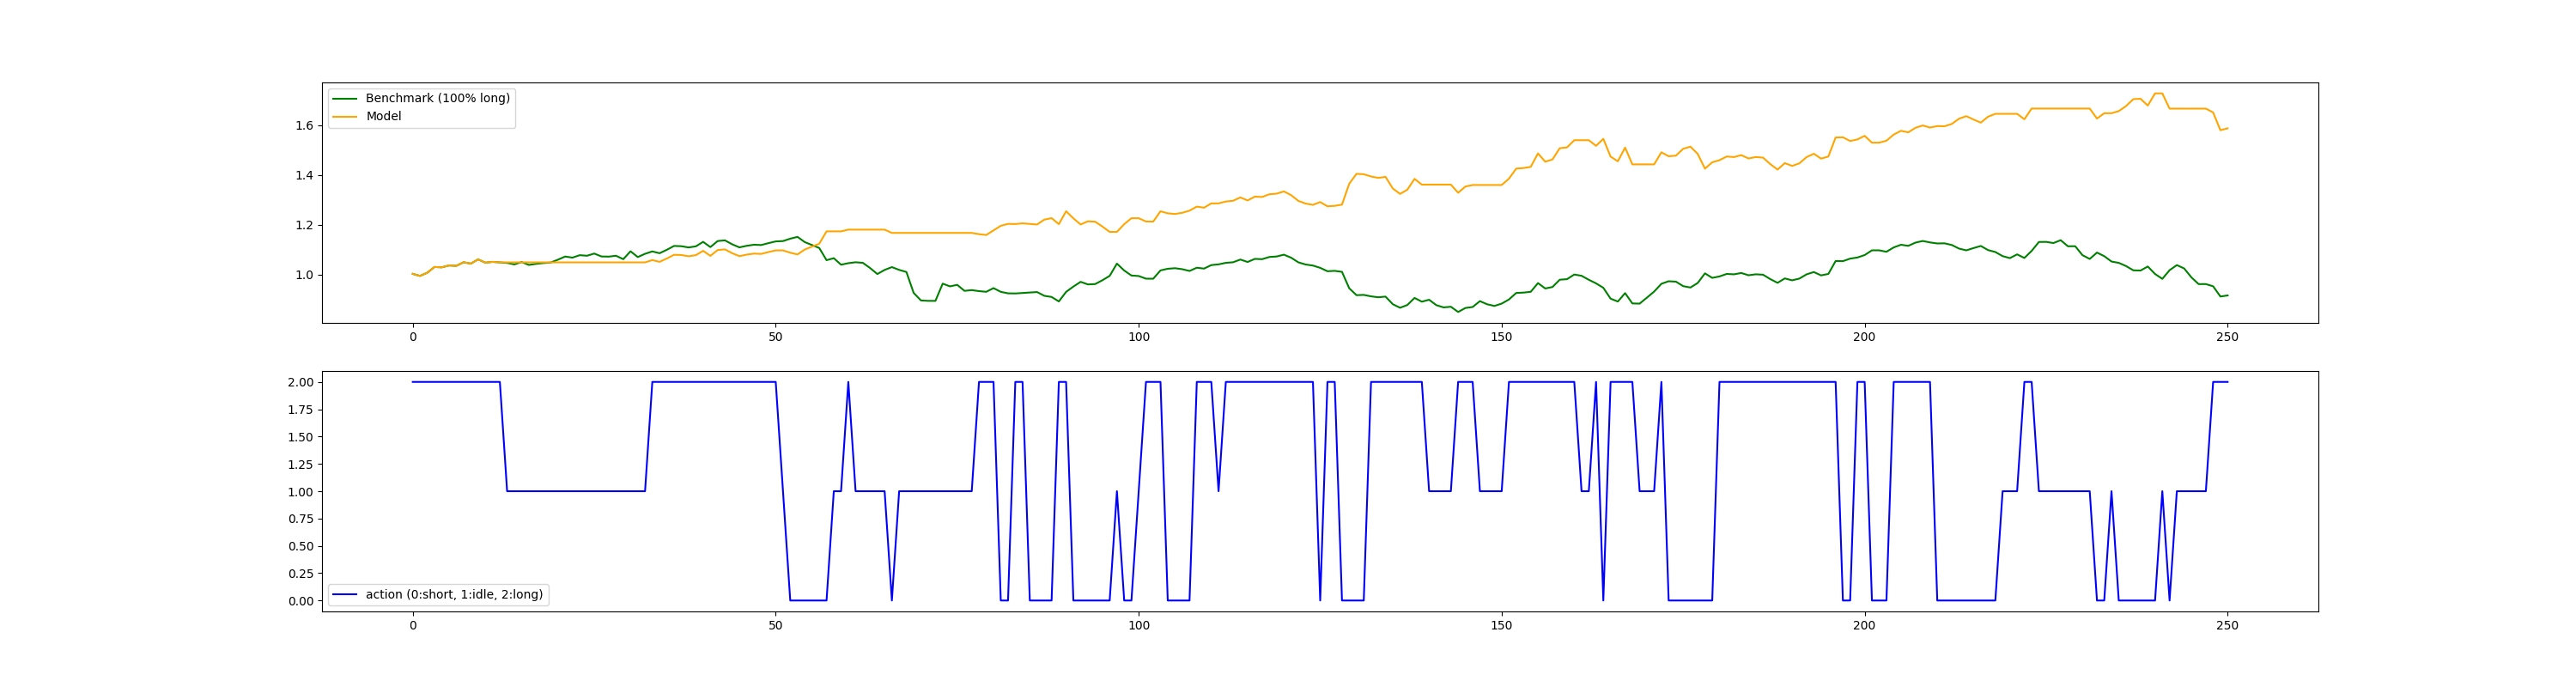 Benchmark (100% long)
Model
1.6
1.4
1.2
1.0
0 50 100 150 200 250
2.00
1.75
1.50
1.25
1.00
0.75
0.50
0.25
0.00
action (0:short, 1:idle, 2:long)
0 50 100 150 200 250